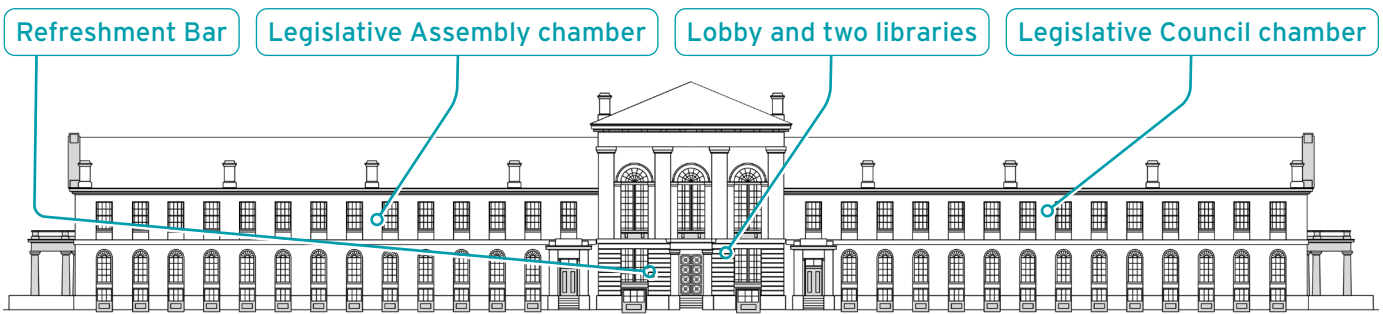 Refreshment Bar
Legislative Assembly chamber
Lobby and two libraries
Legislative Council chamber